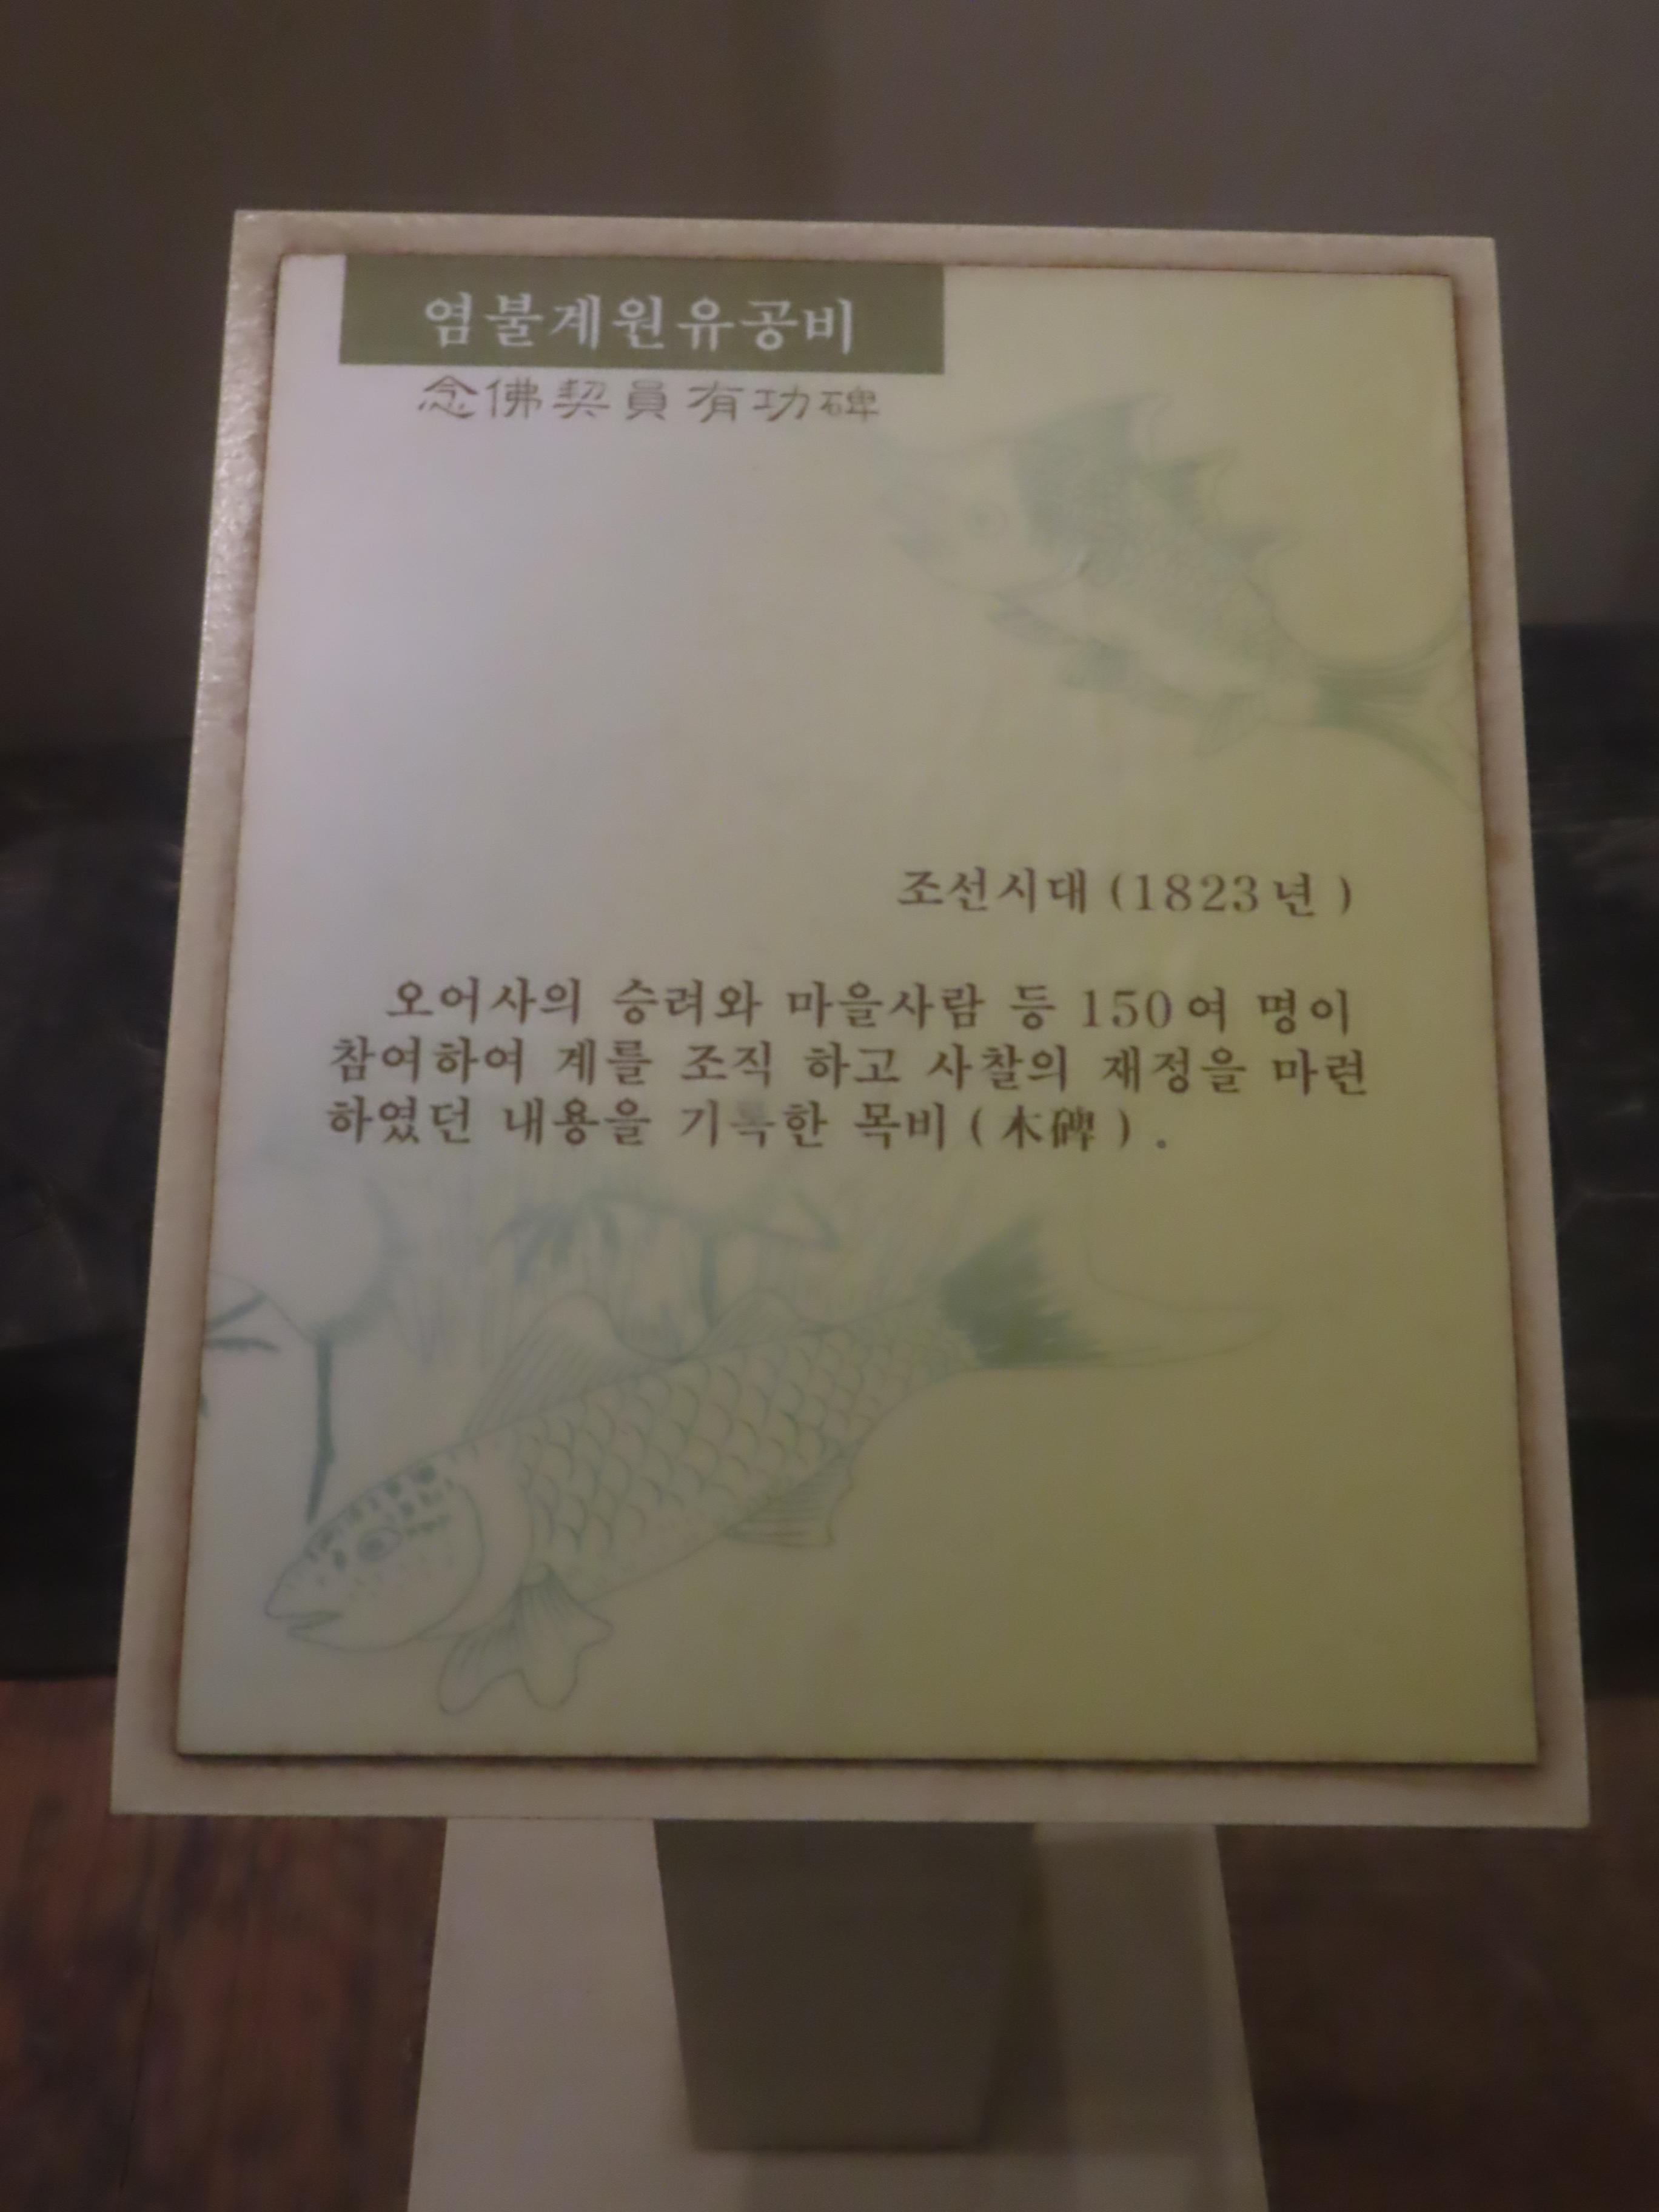 염불계원유공비
念佛契員有功碑
조선시대 (1823년)
오어사의 승려와 마을사람 등 150여 명이
참여하여 계를 조직 하고 사찰의 재정을 마련
하였던 내용을 기록한 목비 (木碑) .